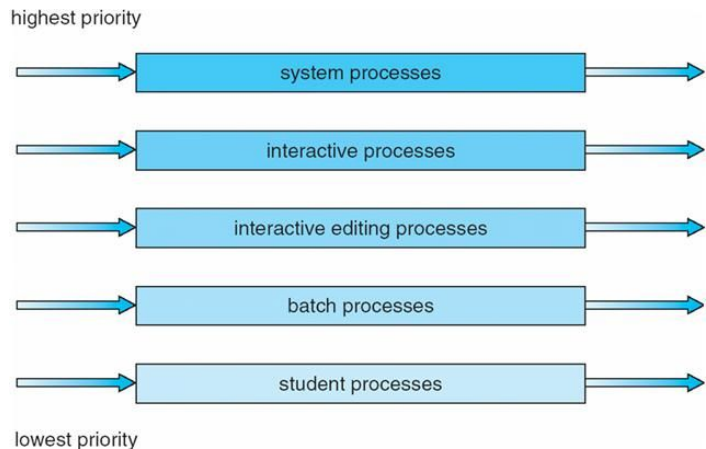 highest priority
system processes
interactive processes
interactive editing processes
batch processes
student processes
lowest priority